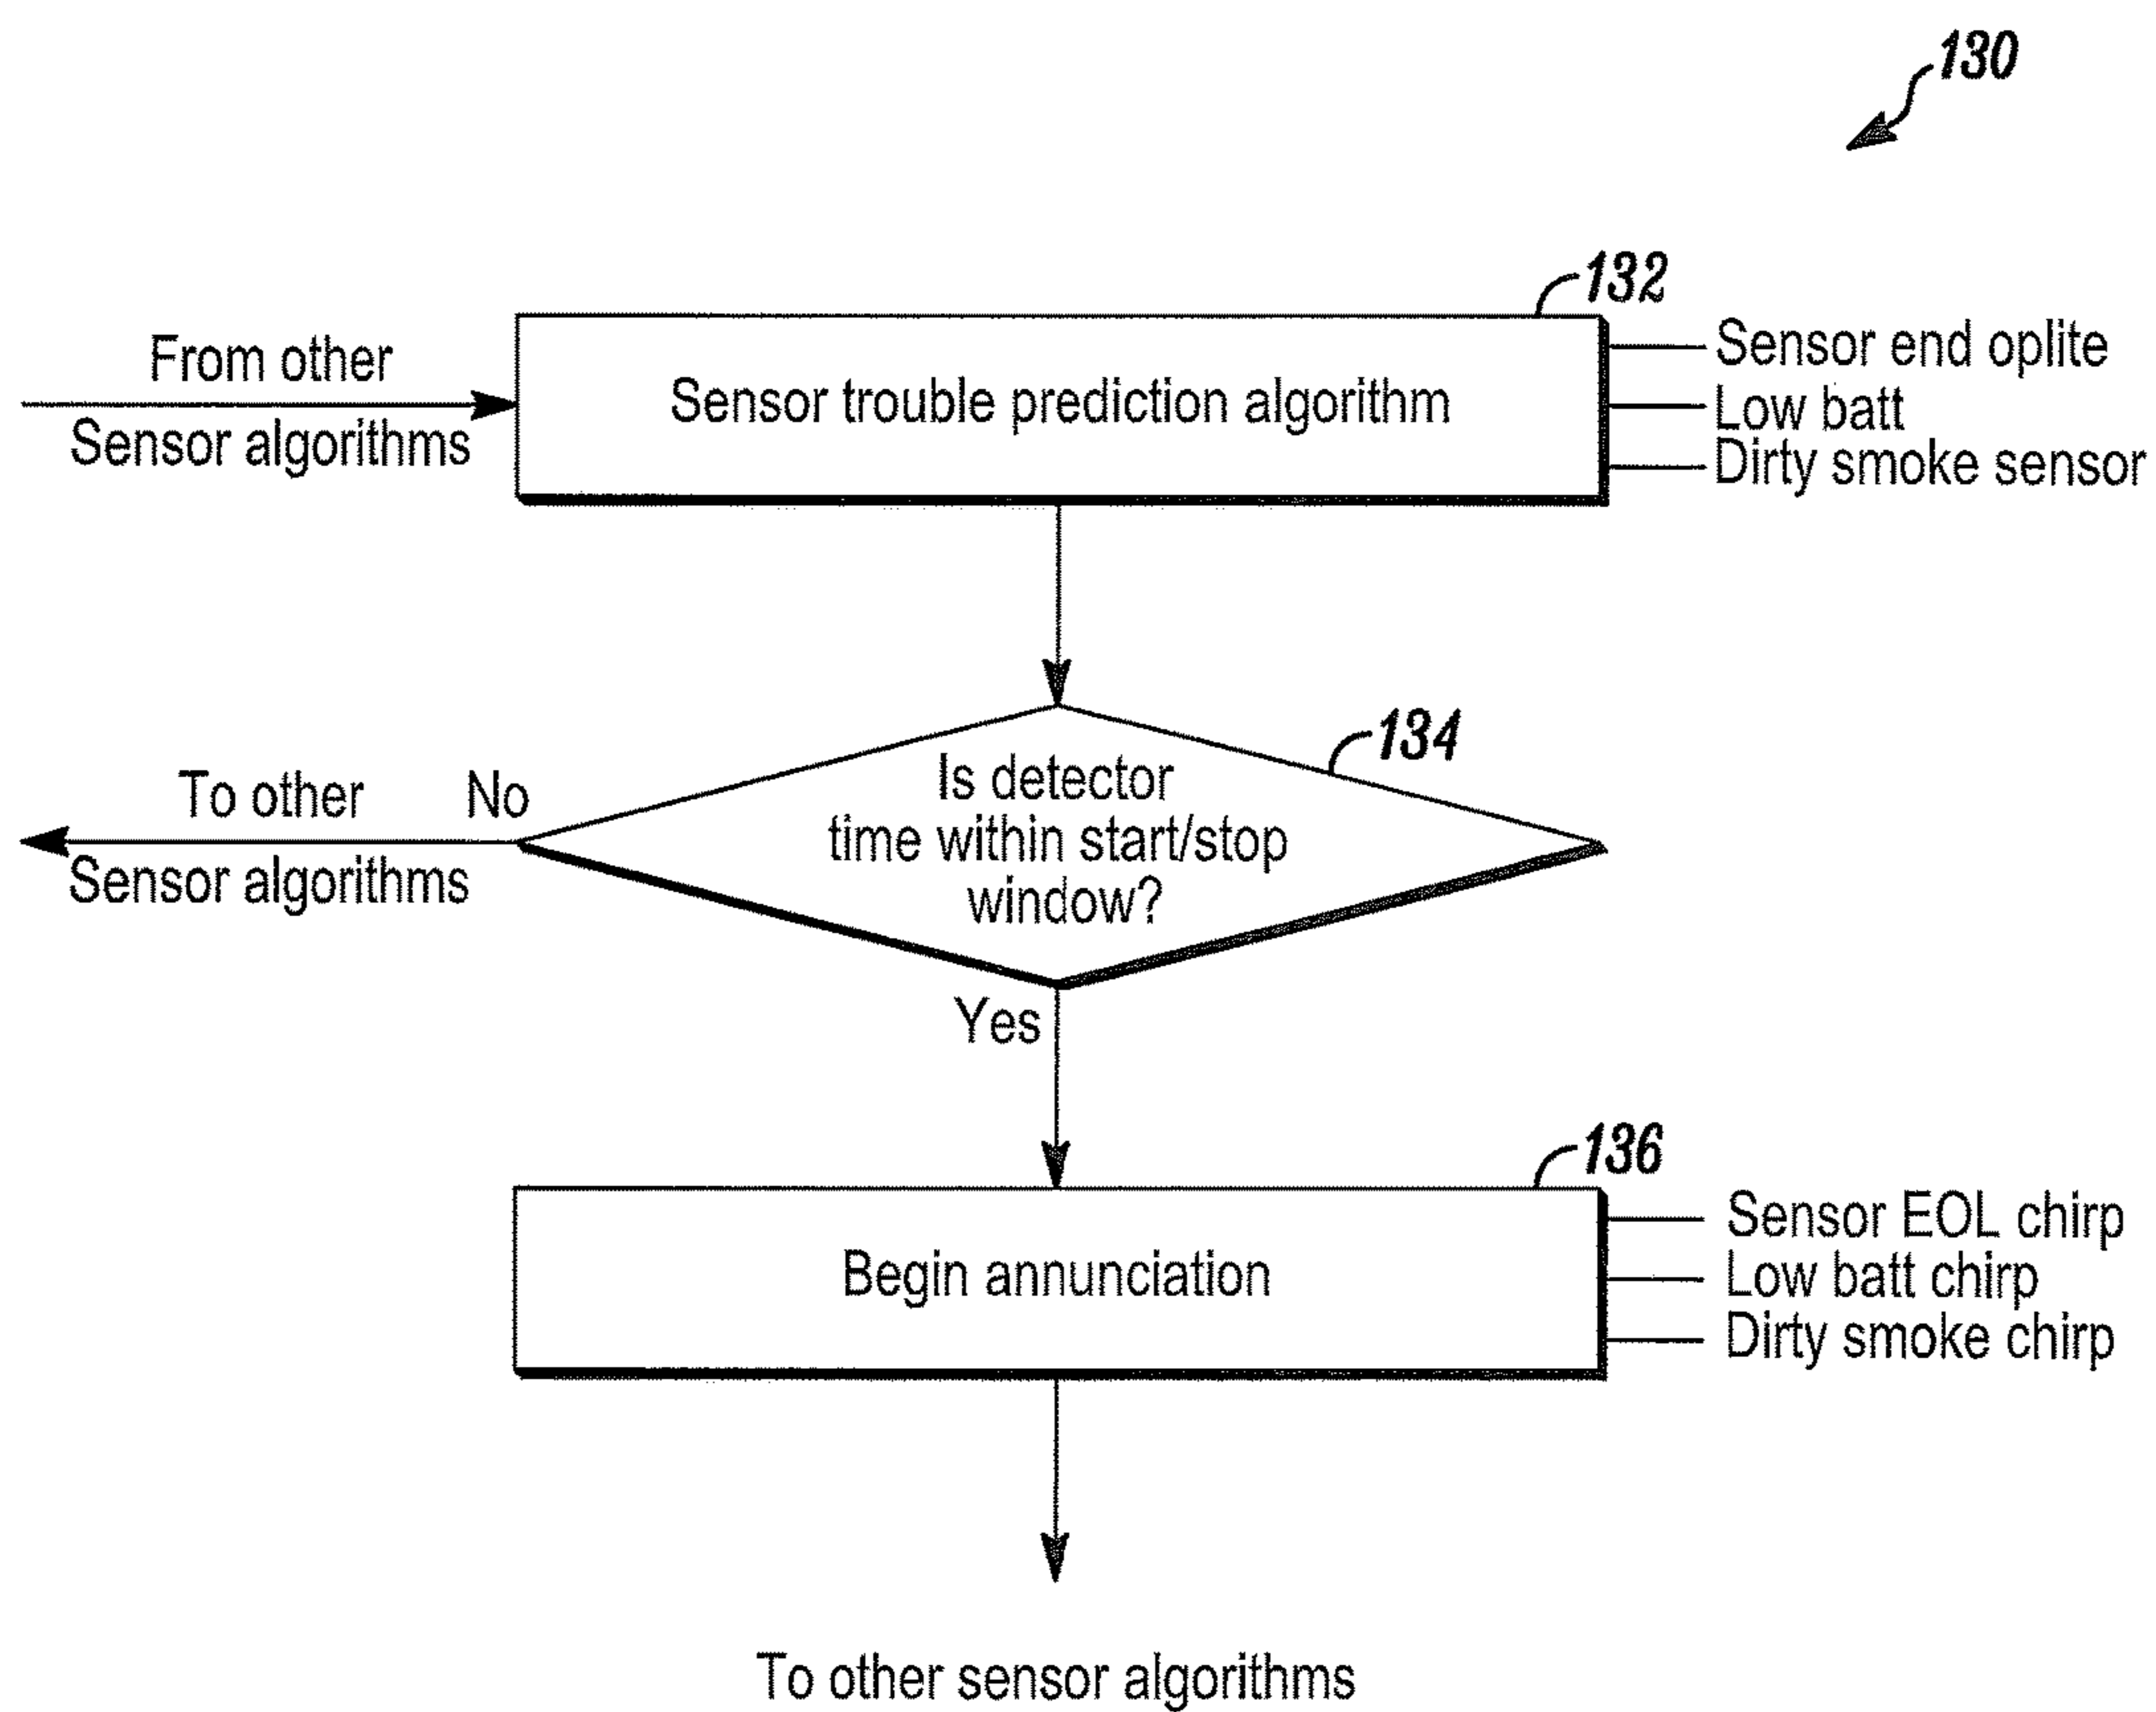 130
132
From other
Sensor algorithms
Sensor trouble prediction algorithm
Sensor end oplite
Low batt
Dirty smoke sensor
134
Is detector
time within start/stop
window?
To other
No
Sensor algorithms
Yes
136
Begin annunciation
Sensor EOL chirp
Low batt chirp
Dirty smoke chirp
To other sensor algorithms